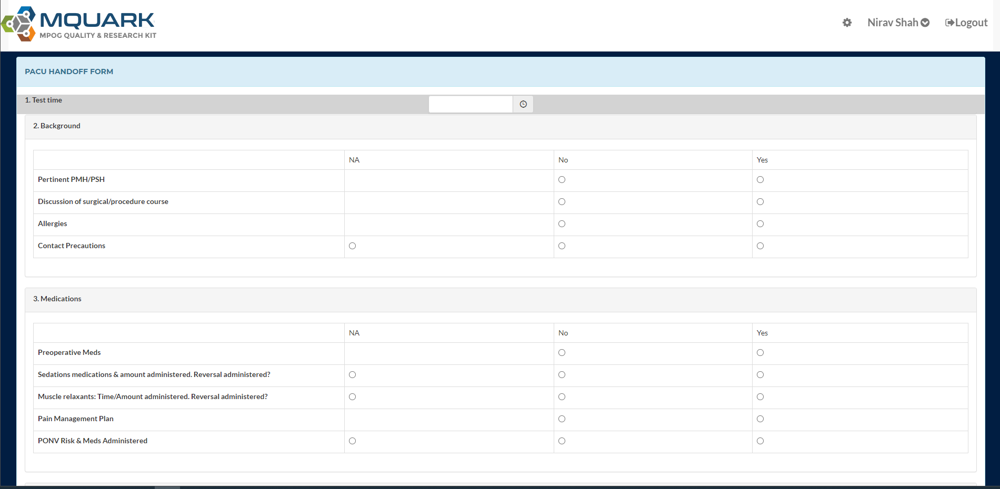 MQUARK
MPOG QUALITY & RESEARCH KIT
Nirav Shah
Logout
PACU HANDOFF FORM
1. Test time
2. Background
NA No Yes
Pertinent PMH/PSH
Discussion of surgical/procedure course
Allergies
Contact Precautions
3. Medications
NA No Yes
Preoperative Meds
Sedations medications & amount administered. Reversal administered?
Muscle relaxants: Time/Amount administered. Reversal administered?
Pain Management Plan
PONV Risk & Meds Administered